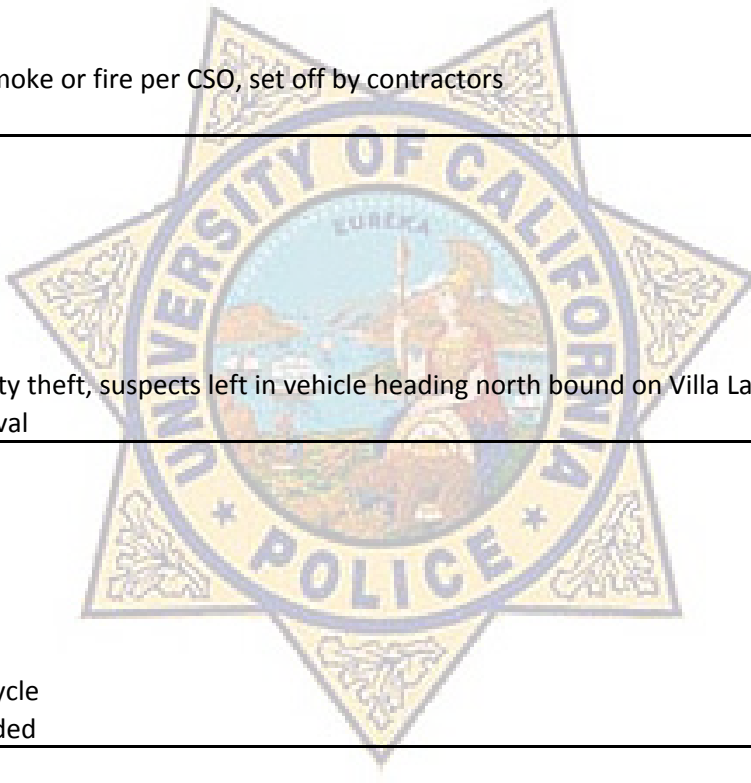 moke or fire per CSO, set off by contractors
UNIVERSITY OF CALIFORNIA
EUREKA
ty theft, suspects left in vehicle heading north bound on Villa La
val
POLICE
ycle
ded